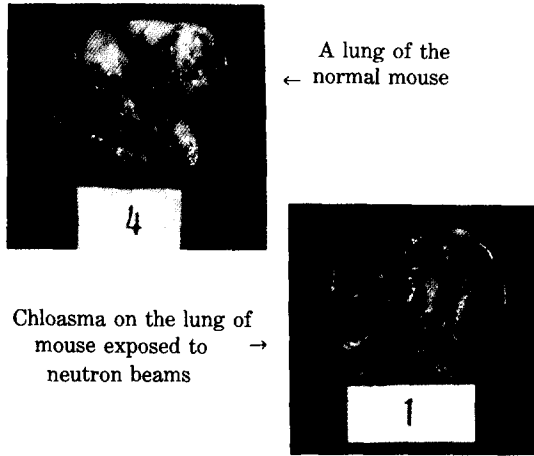 A lung of the
← normal mouse
4
Chloasma on the lung of
mouse exposed to →
neutron beams
1